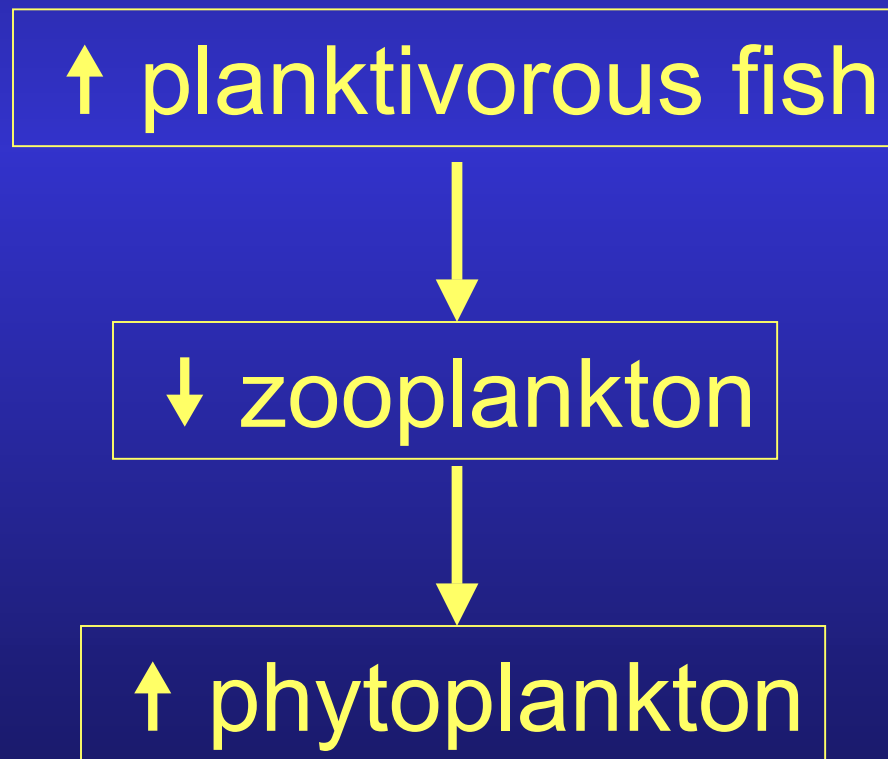 ↑ planktivorous fish
↓ zooplankton
↑ phytoplankton